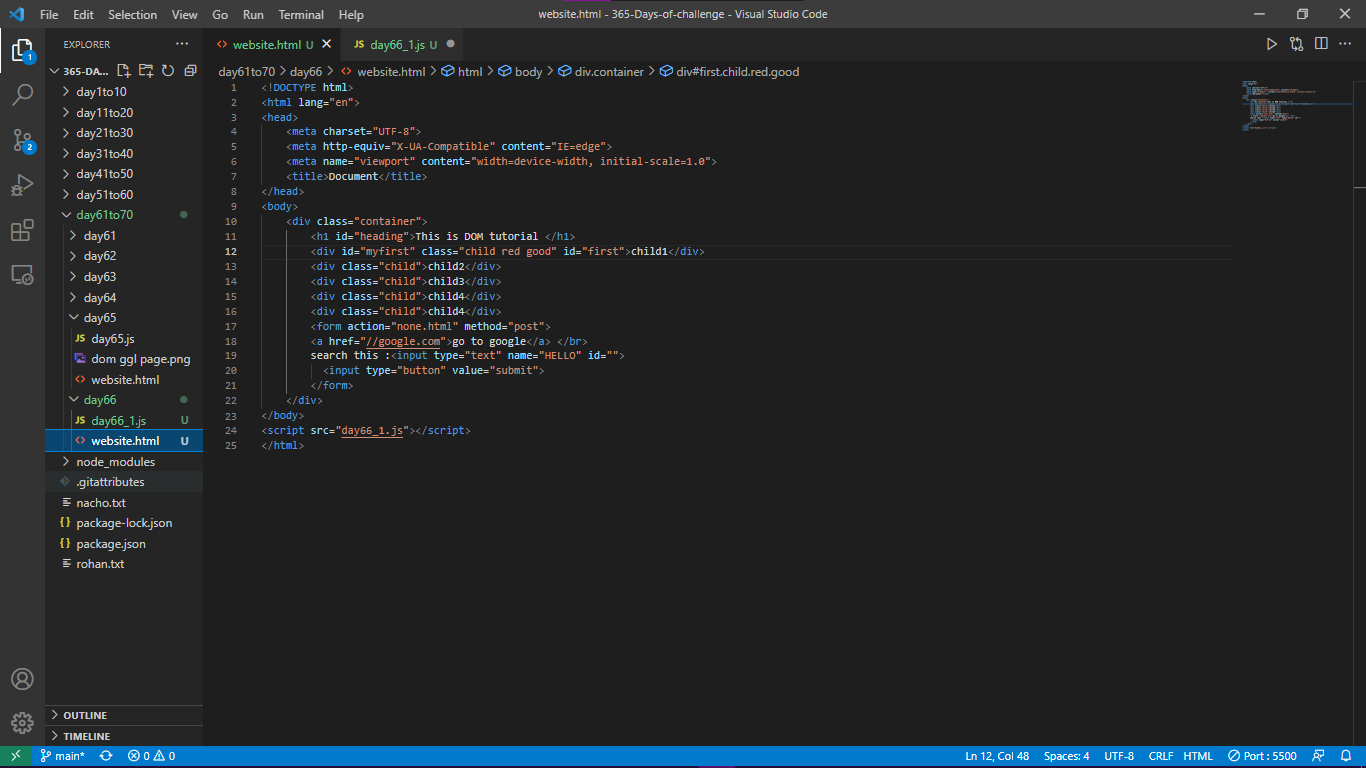 File Edit Selection View Go Run Terminal Help website.html - 365-Days-of-challenge - Visual Studio Code
EXPLORER
website.html U
JS day66_1.js U
1
2
365-DA...
day1to10
day11to20
day21to30
day31to40
day41to50
day51to60
day61to70
day61
day62
day63
day64
day65
JS day65.js
dom ggl page.png
website.html
day66
JS day66_1.js U
website.html U
node_modules
.gitattributes
nacho.txt
package-lock.json
package.json
rohan.txt
OUTLINE
TIMELINE
day61to70 > day66 > website.html > html > body > div.container > div#first.child.red.good
1 <!DOCTYPE html>
2 <html lang="en">
3 <head>
4 <meta charset="UTF-8">
5 <meta http-equiv="X-UA-Compatible" content="IE=edge">
6 <meta name="viewport" content="width=device-width, initial-scale=1.0">
7 <title>Document</title>
8 </head>
9 <body>
10 <div class="container">
11 <h1 id="heading">This is DOM tutorial </h1>
12 <div id="myfirst" class="child red good" id="first">child1</div>
13 <div class="child">child2</div>
14 <div class="child">child3</div>
15 <div class="child">child4</div>
16 <div class="child">child4</div>
17 <form action="none.html" method="post">
18 <a href="//google.com">go to google</a> </br>
19 search this :<input type="text" name="HELLO" id="">
20 <input type="button" value="submit">
21 </form>
22 </div>
23 </body>
24 <script src="day66_1.js"></script>
25 </html>
main* 0 0 Ln 12, Col 48 Spaces: 4 UTF-8 CRLF HTML Port : 5500